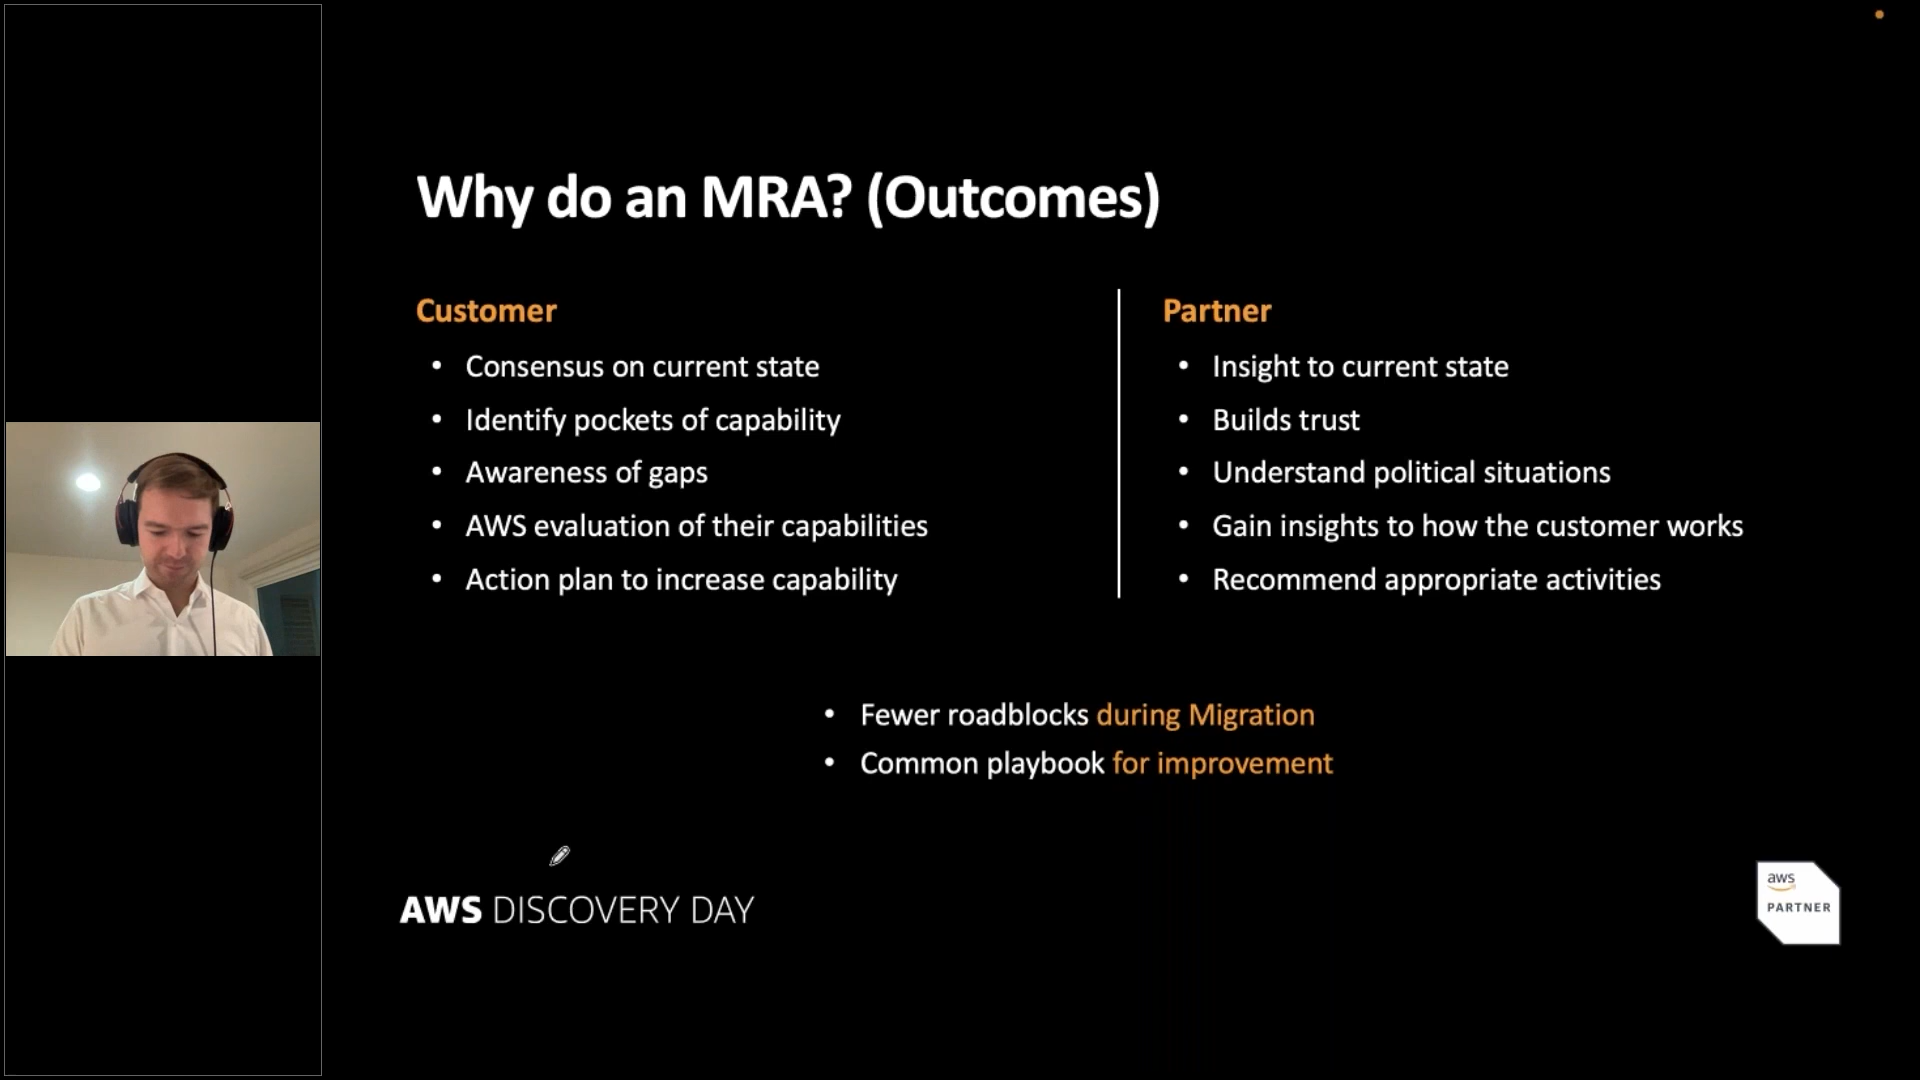 Why do an MRA? (Outcomes)
Customer
• Consensus on current state
• Identify pockets of capability
• Awareness of gaps
• AWS evaluation of their capabilities
• Action plan to increase capability
Partner
• Insight to current state
• Builds trust
• Understand political situations
• Gain insights to how the customer works
• Recommend appropriate activities
• Fewer roadblocks during Migration
• Common playbook for improvement
AWS DISCOVERY DAY
aws
PARTNER